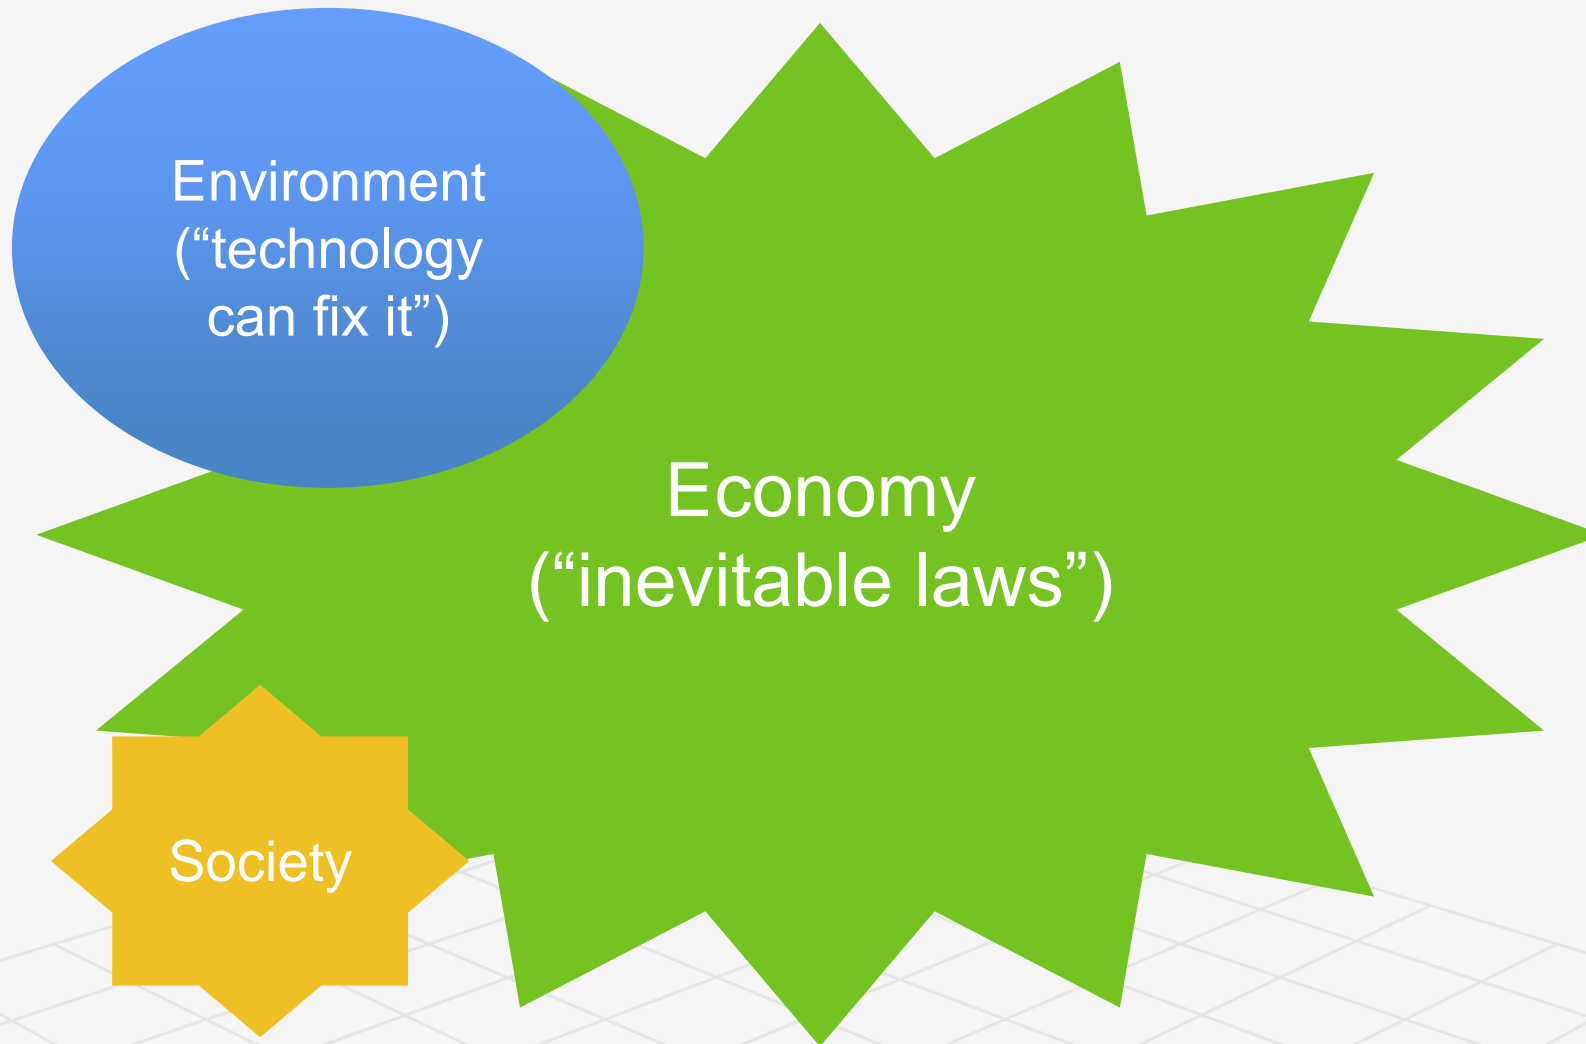 Environment
(“technology
can fix it”)
Economy
(“inevitable laws”)
Society